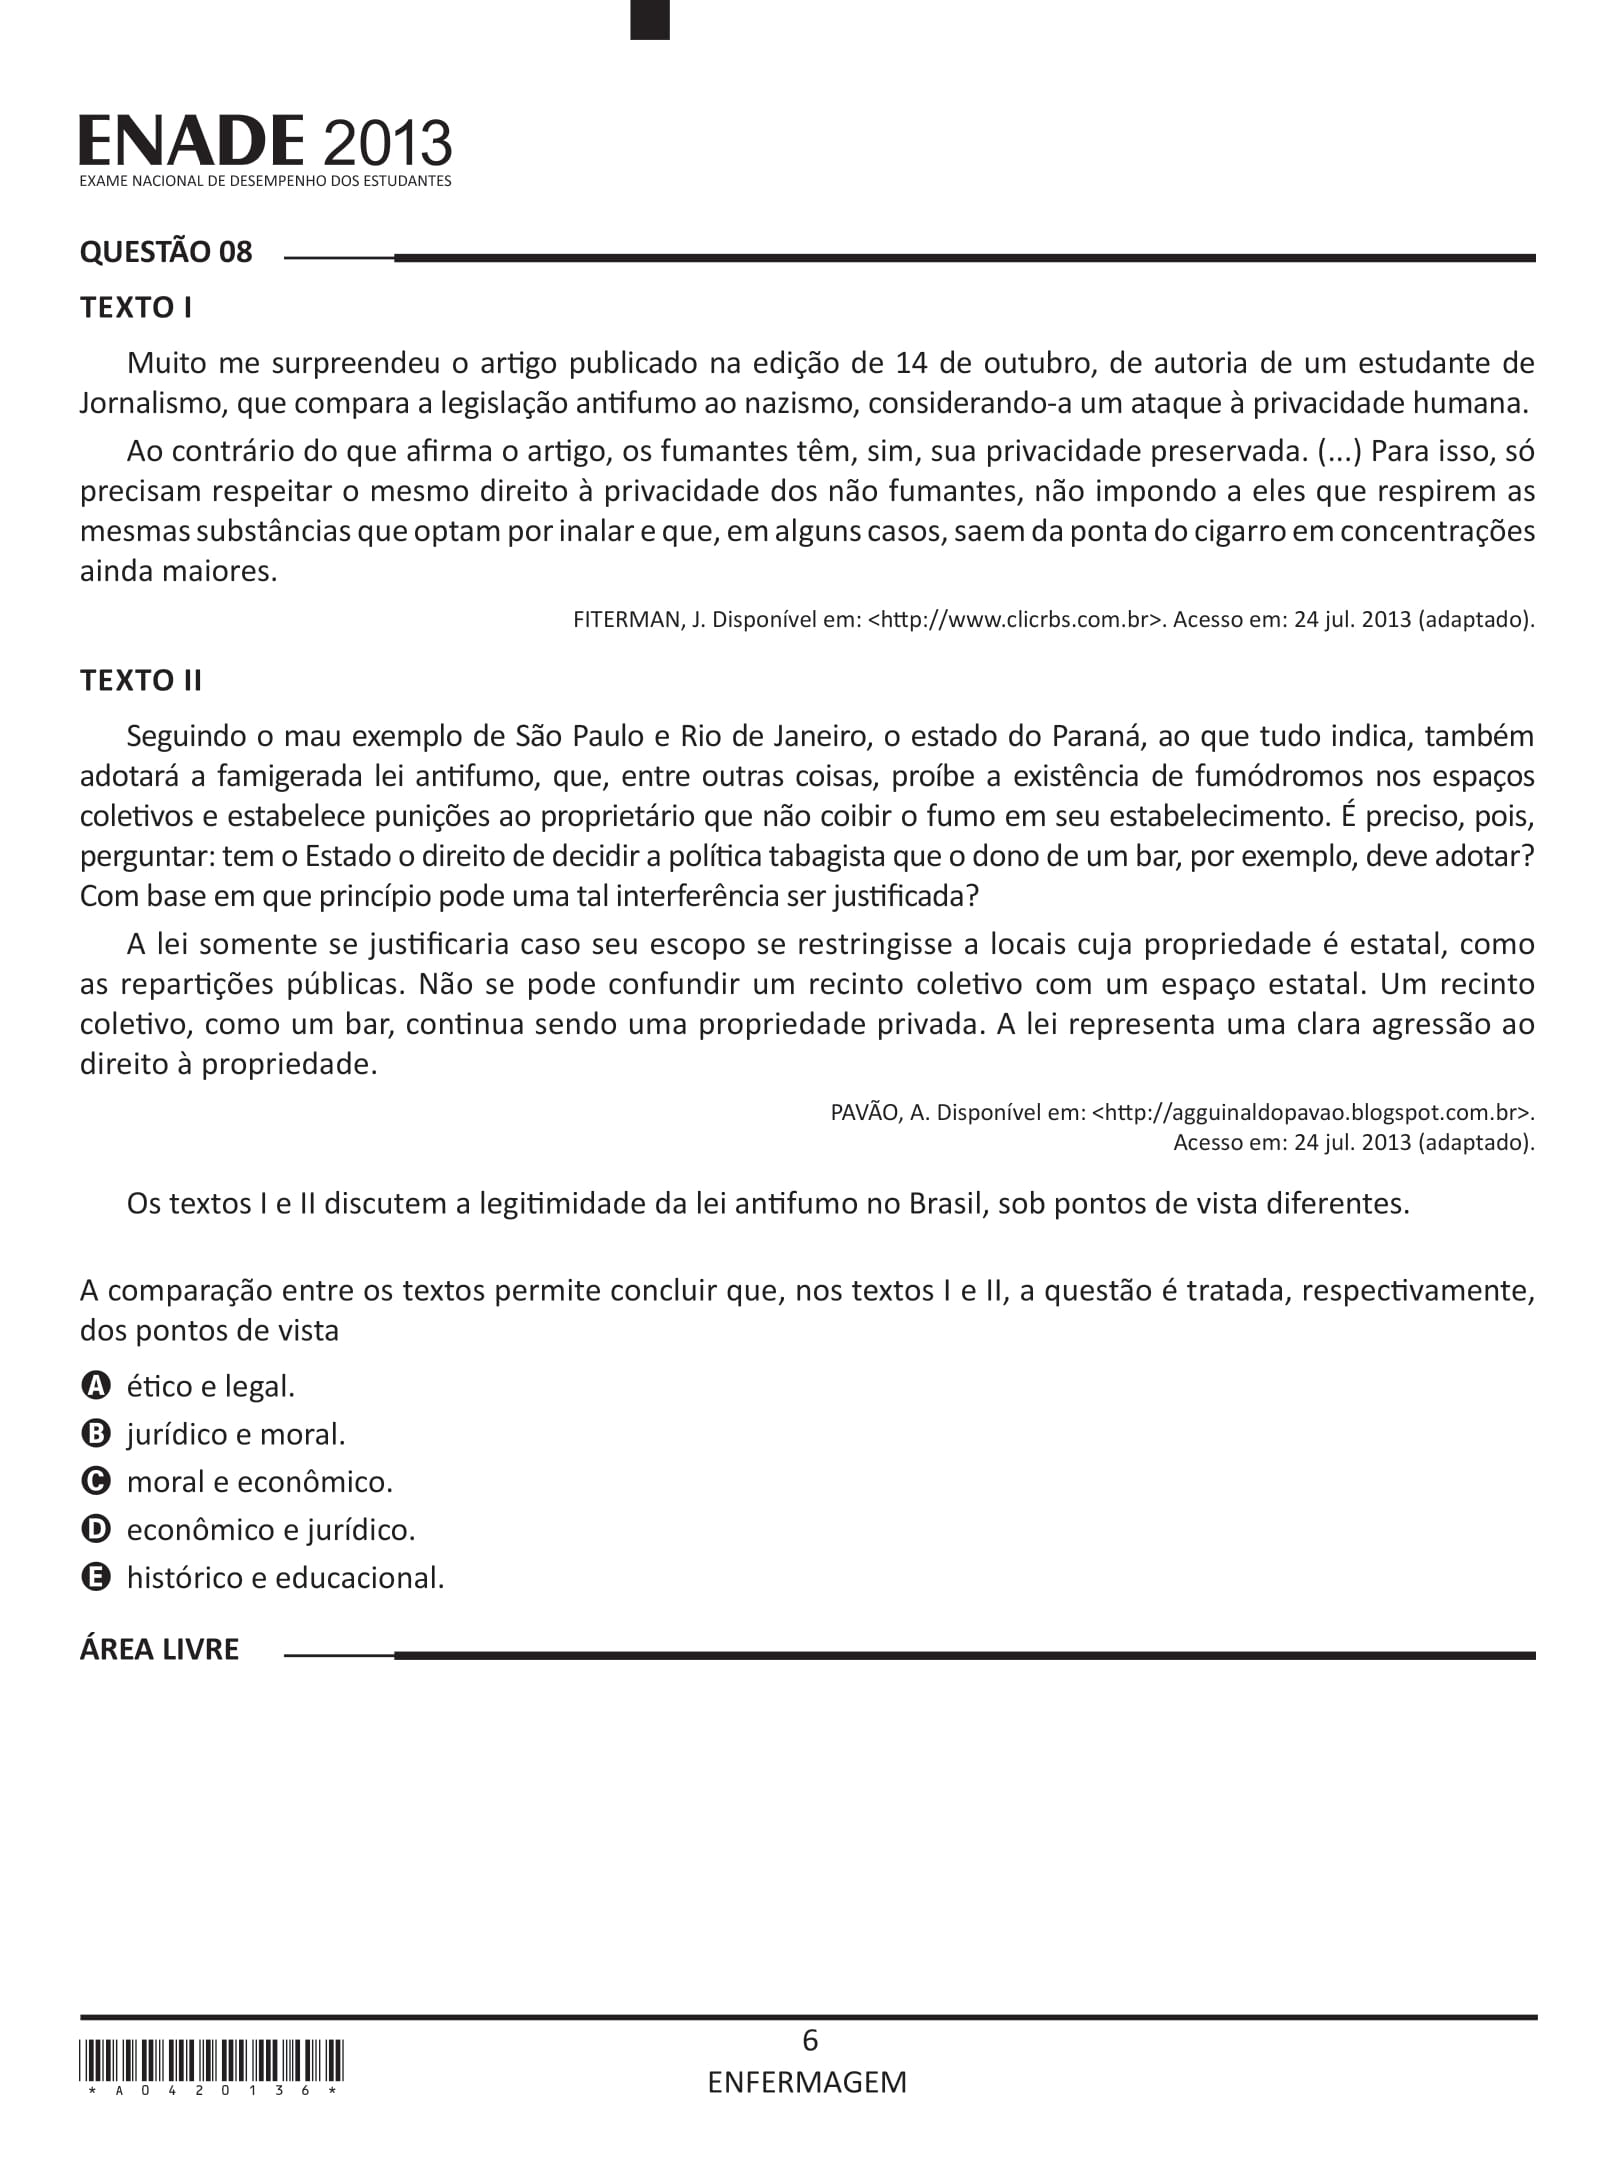 ENADE 2013
EXAME NACIONAL DE DESEMPENHO DOS ESTUDANTES
QUESTÃO 08
TEXTO I
Muito me surpreendeu o artigo publicado na edição de 14 de outubro, de autoria de um estudante de
Jornalismo, que compara a legislação antifumo ao nazismo, considerando-a um ataque à privacidade humana.
Ao contrário do que afirma o artigo, os fumantes têm, sim, sua privacidade preservada. (...) Para isso, só
precisam respeitar o mesmo direito à privacidade dos não fumantes, não impondo a eles que respirem as
mesmas substâncias que optam por inalar e que, em alguns casos, saem da ponta do cigarro em concentrações
ainda maiores.
FITERMAN, J. Disponível em: <http://www.clicrbs.com.br>. Acesso em: 24 jul. 2013 (adaptado).
TEXTO II
Seguindo o mau exemplo de São Paulo e Rio de Janeiro, o estado do Paraná, ao que tudo indica, também
adotará a famigerada lei antifumo, que, entre outras coisas, proíbe a existência de fumódromos nos espaços
coletivos e estabelece punições ao proprietário que não coibir o fumo em seu estabelecimento. É preciso, pois,
perguntar: tem o Estado o direito de decidir a política tabagista que o dono de um bar, por exemplo, deve adotar?
Com base em que princípio pode uma tal interferência ser justificada?
A lei somente se justificaria caso seu escopo se restringisse a locais cuja propriedade é estatal, como
as repartições públicas. Não se pode confundir um recinto coletivo com um espaço estatal. Um recinto
coletivo, como um bar, continua sendo uma propriedade privada. A lei representa uma clara agressão ao
direito à propriedade.
PAVÃO, A. Disponível em: <http://agguinaldopavao.blogspot.com.br>.
Acesso em: 24 jul. 2013 (adaptado).
Os textos I e II discutem a legitimidade da lei antifumo no Brasil, sob pontos de vista diferentes.
A comparação entre os textos permite concluir que, nos textos I e II, a questão é tratada, respectivamente,
dos pontos de vista
A ético e legal.
B jurídico e moral.
C moral e econômico.
D econômico e jurídico.
E histórico e educacional.
ÁREA LIVRE
6
ENFERMAGEM
* A 0 4 2 0 1 3 6 *